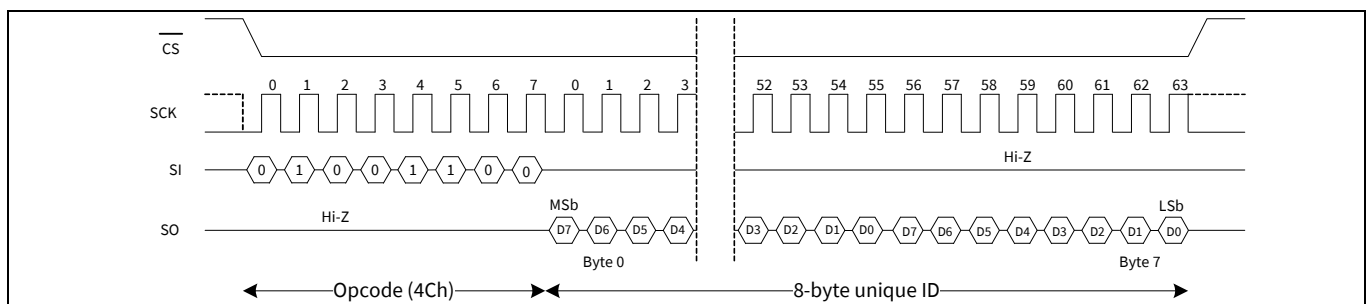 CS
0 1 2 3 4 5 6 7 0 1 2 3 52 53 54 55 56 57 58 59 60 61 62 63
SCK
Hi-Z
SI 0 1 0 0 1 1 0 0
MSb LSb
Hi-Z
SO D7 D6 D5 D4 D3 D2 D1 D0 D7 D6 D5 D4 D3 D2 D1 D0
Byte 0 Byte 7
Opcode (4Ch) 8-byte unique ID